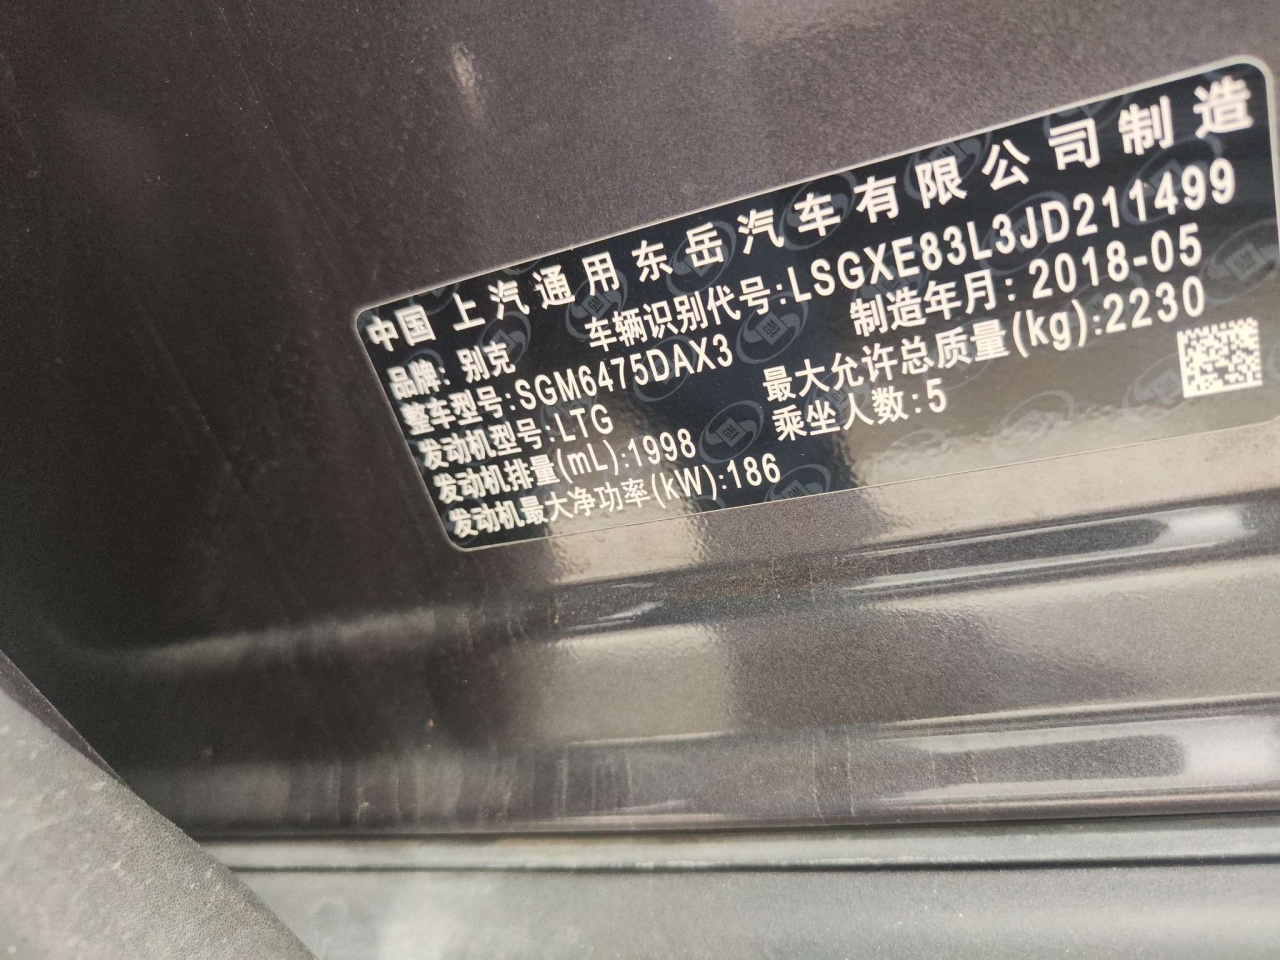 中国 上汽通用东岳汽车有限公司制造
品牌: 别克 车辆识别代号:LSGXE83L3JD211499
整车型号:SGM6475DAX3 制造年月: 2018-05
发动机型号:LTG 最大允许总质量(kg):2230
发动机排量(mL):1998 乘坐人数:5
发动机最大净功率(kW):186